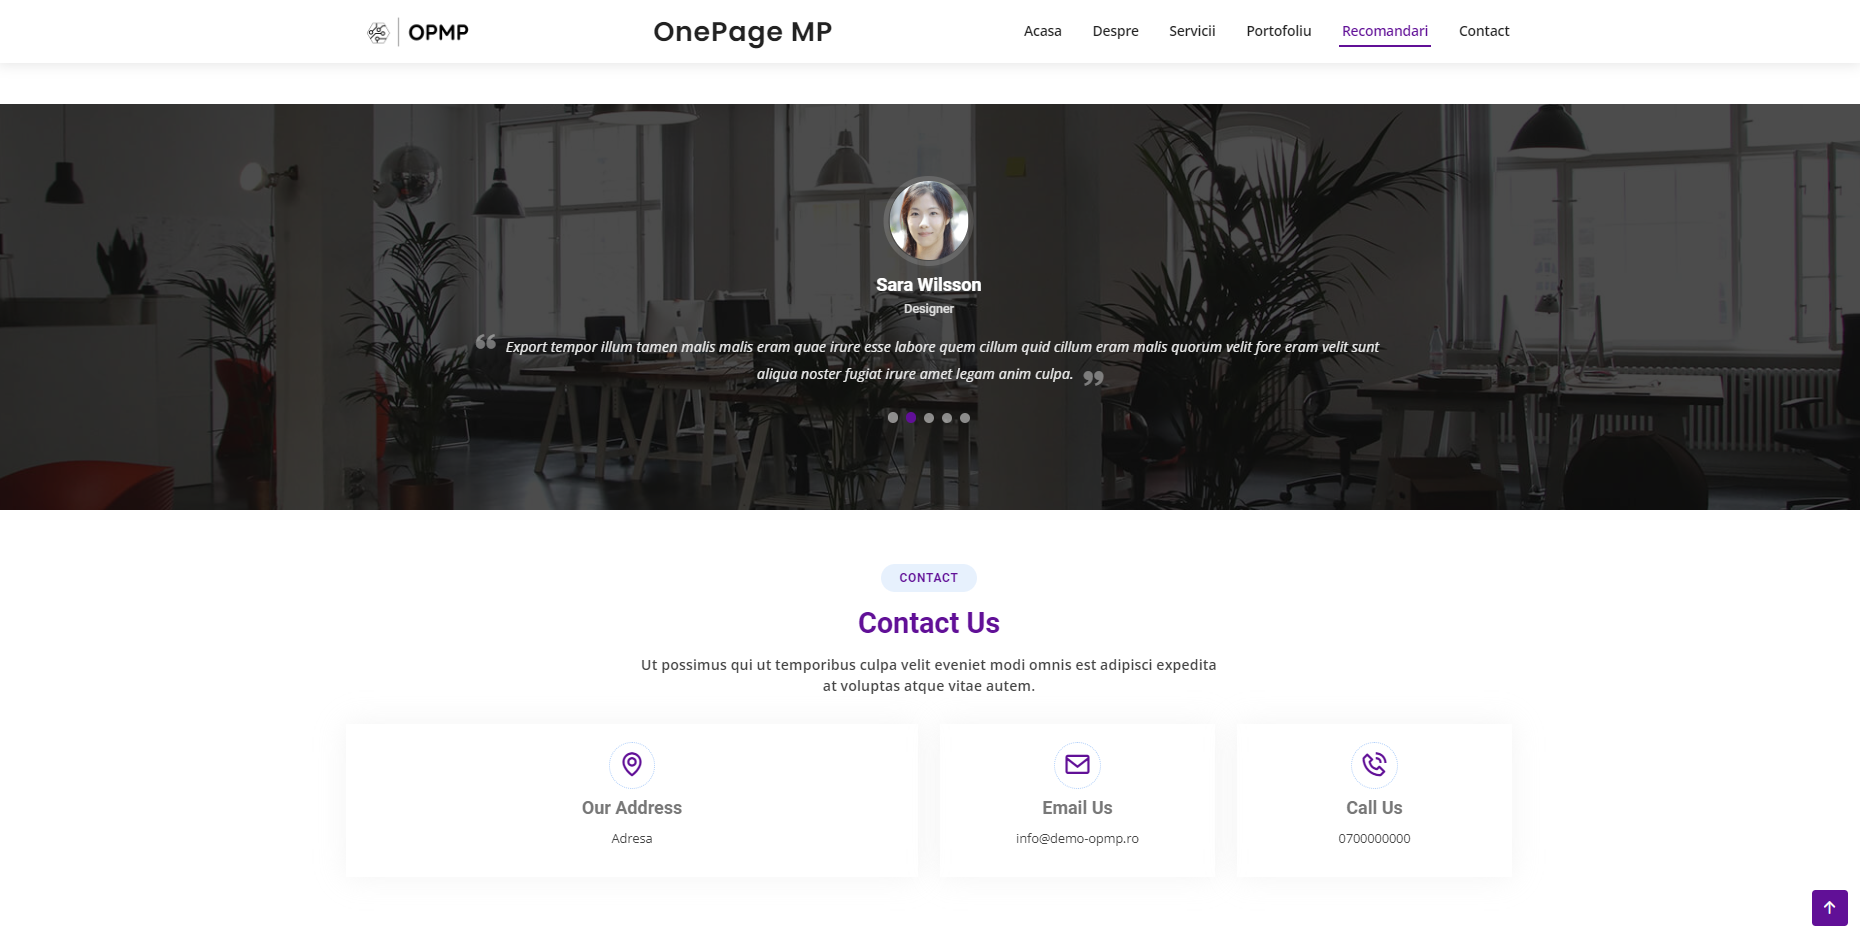 OPMP
OnePage MP
Acasa
Despre
Servicii
Portofoliu
Recomandari
Contact
Sara Wilsson
Designer
“ Export tempor illum tamen malis malis eram quae irure esse labore quem cillum quid cillum eram malis quorum velit fore eram velit sunt
aliqua noster fugiat irure amet legam anim culpa. ”
CONTACT
Contact Us
Ut possimus qui ut temporibus culpa velit eveniet modi omnis est adipisci expedita
at voluptas atque vitae autem.
Our Address
Adresa
Email Us
info@demo-opmp.ro
Call Us
0700000000